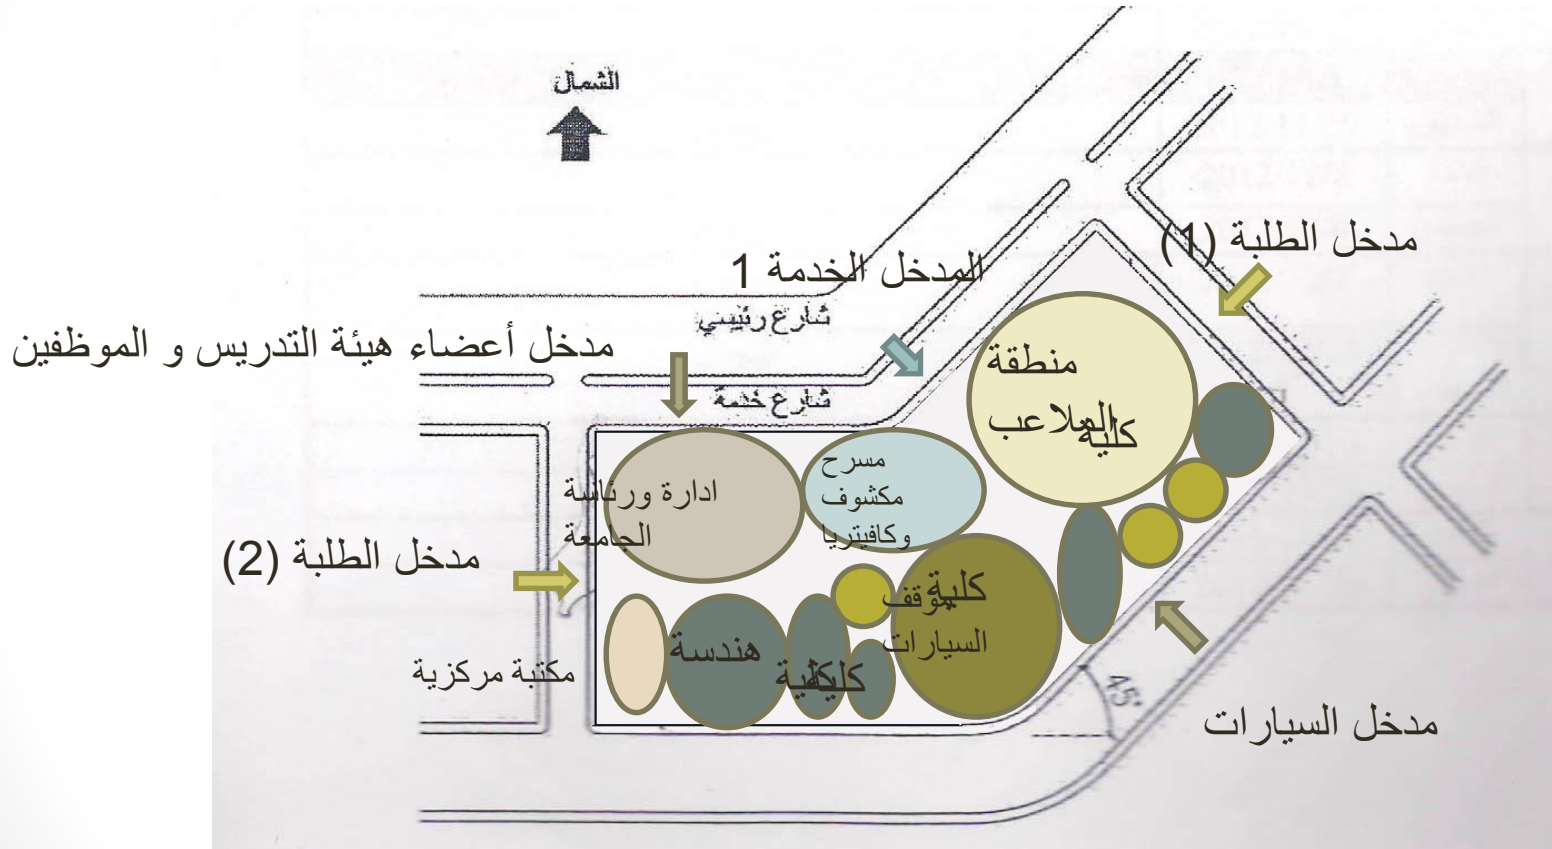 الشمال
مدخل الطلبة (1)
المدخل الخدمة 1
شارع رئيسي
مدخل أعضاء هيئة التدريس و الموظفين
شارع خدمة
منطقة
الملاعب
كلية
مسرح
مكشوف
وكافيتريا
ادارة ورئاسة
الجامعة
مدخل الطلبة (2)
كلية
موقف
السيارات
هندسة
كلية
كلية
مكتبة مركزية
45°
مدخل السيارات